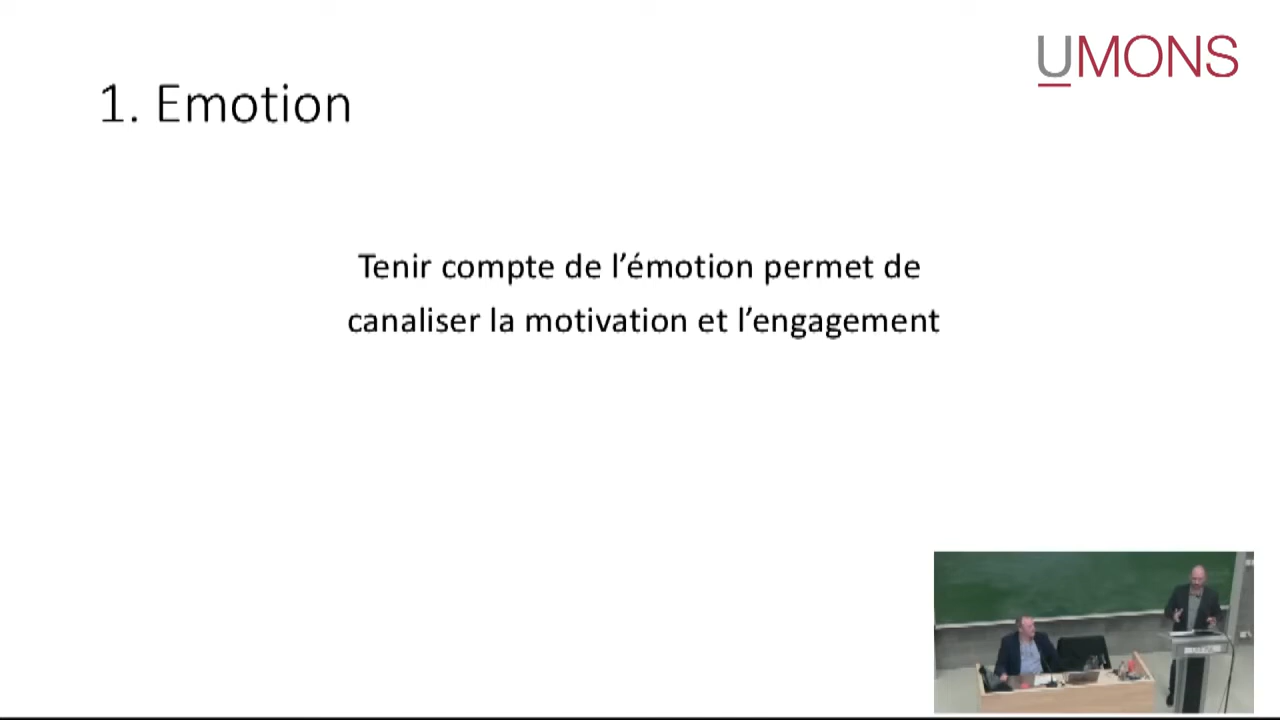 UMONS
1. Emotion
Tenir compte de l’émotion permet de
canaliser la motivation et l’engagement